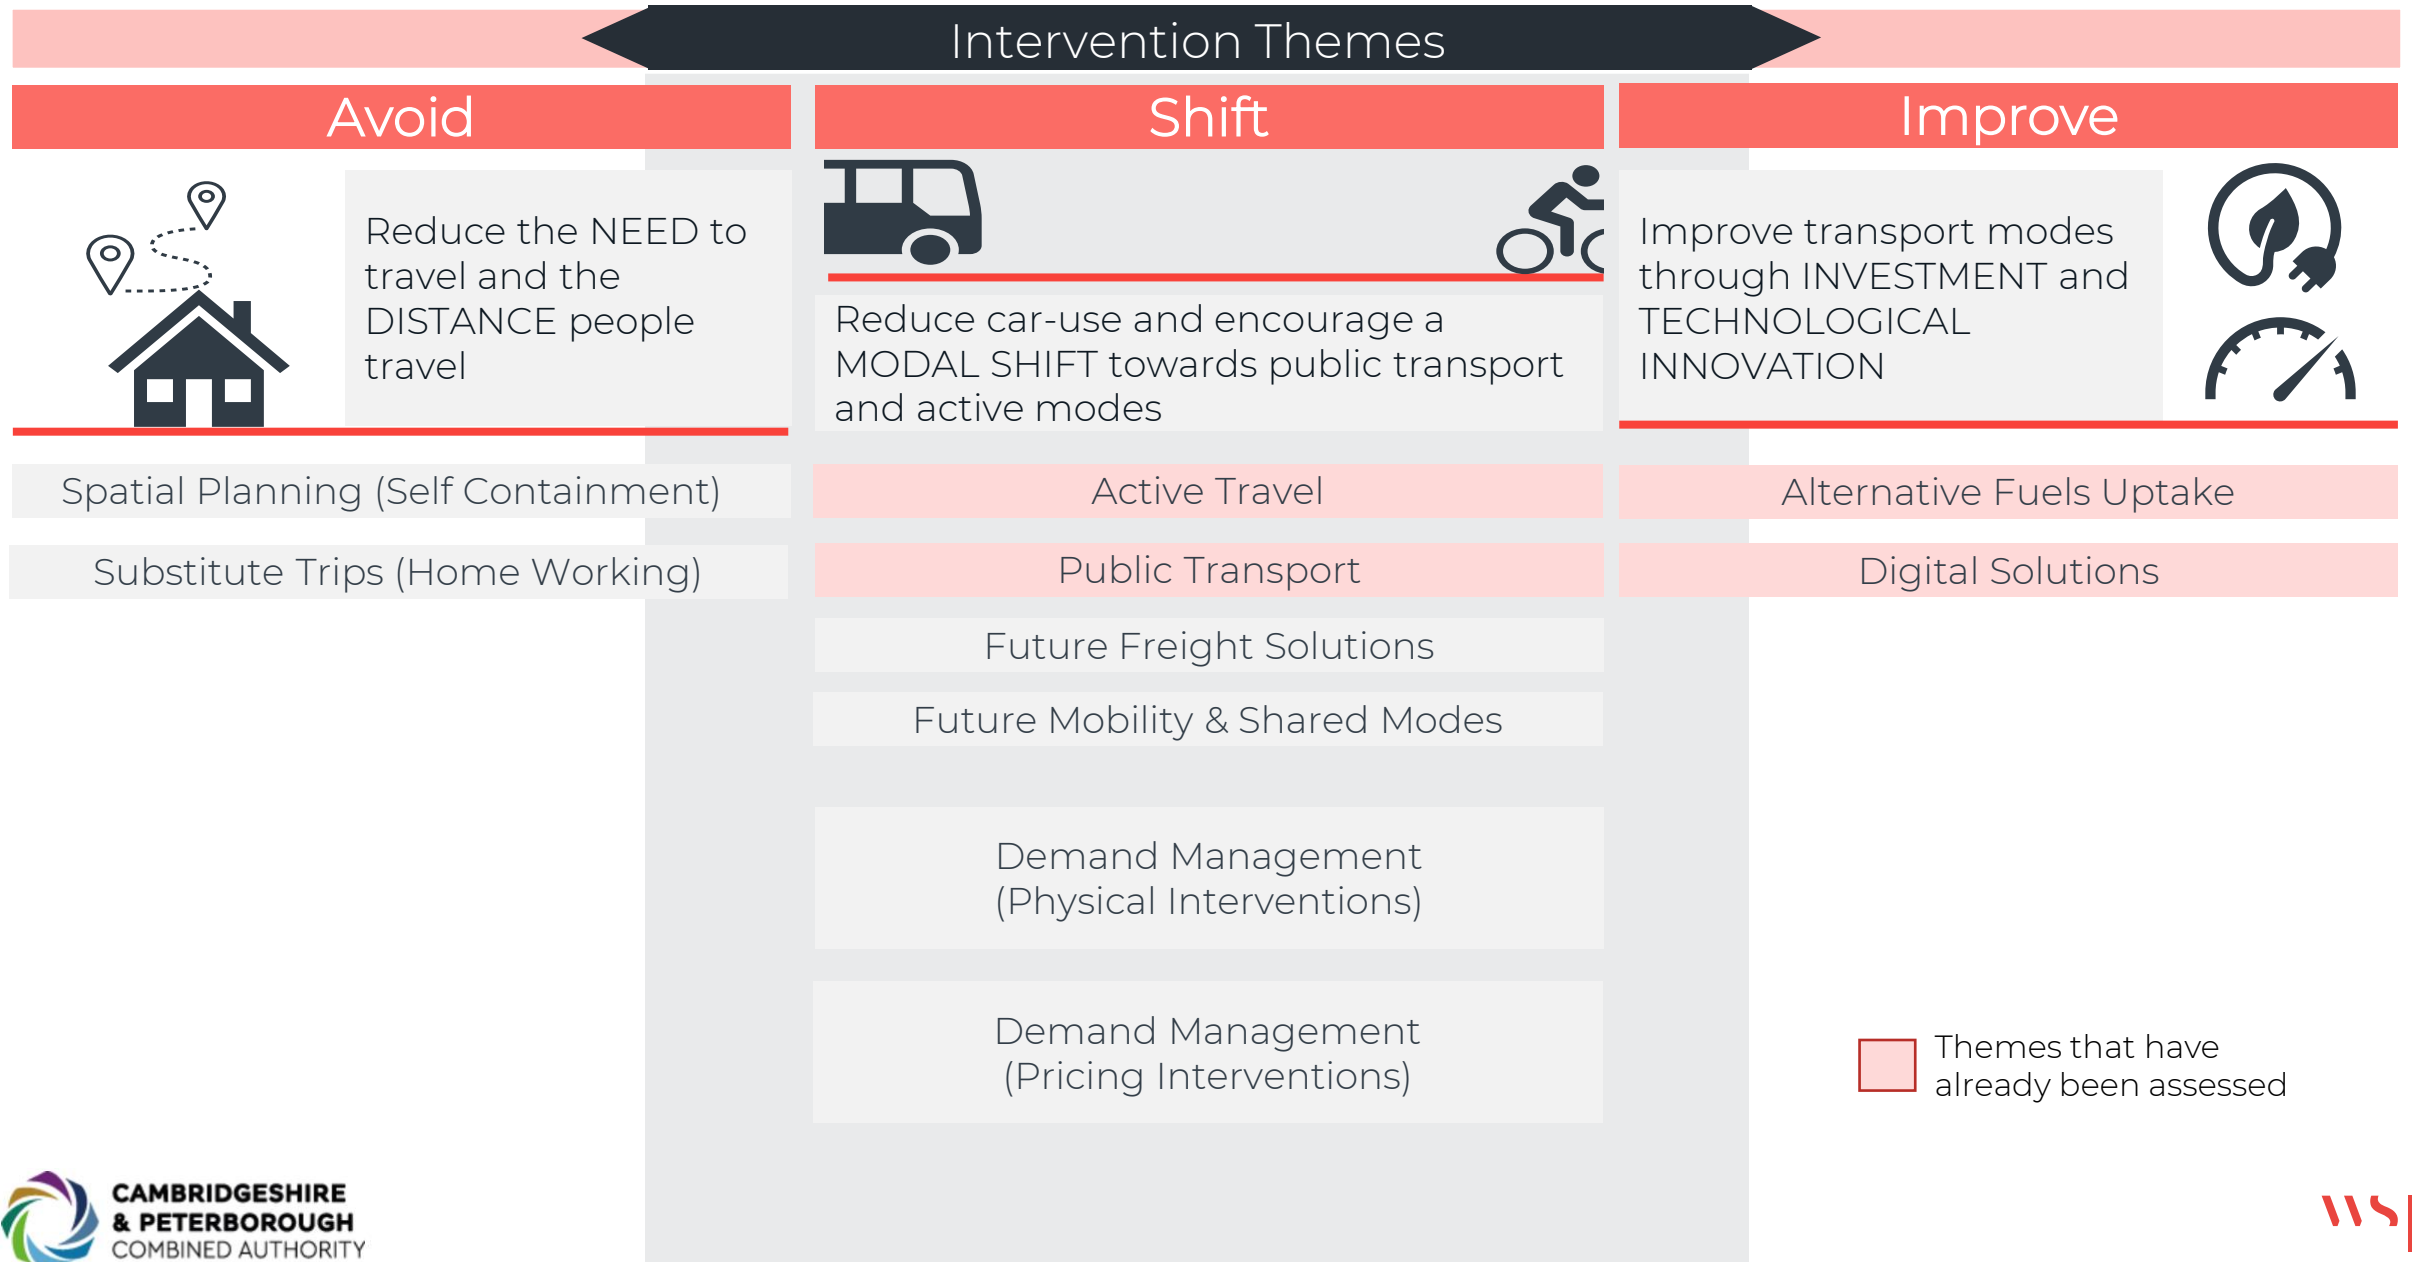 Intervention Themes
Avoid
Reduce the NEED to
travel and the
DISTANCE people
travel
Spatial Planning (Self Containment)
Substitute Trips (Home Working)
Shift
Reduce car-use and encourage a
MODAL SHIFT towards public transport
and active modes
Active Travel
Public Transport
Future Freight Solutions
Future Mobility & Shared Modes
Demand Management
(Physical Interventions)
Demand Management
(Pricing Interventions)
Improve
Improve transport modes
through INVESTMENT and
TECHNOLOGICAL
INNOVATION
Alternative Fuels Uptake
Digital Solutions
Themes that have
already been assessed
CAMBRIDGESHIRE
& PETERBOROUGH
COMBINED AUTHORITY